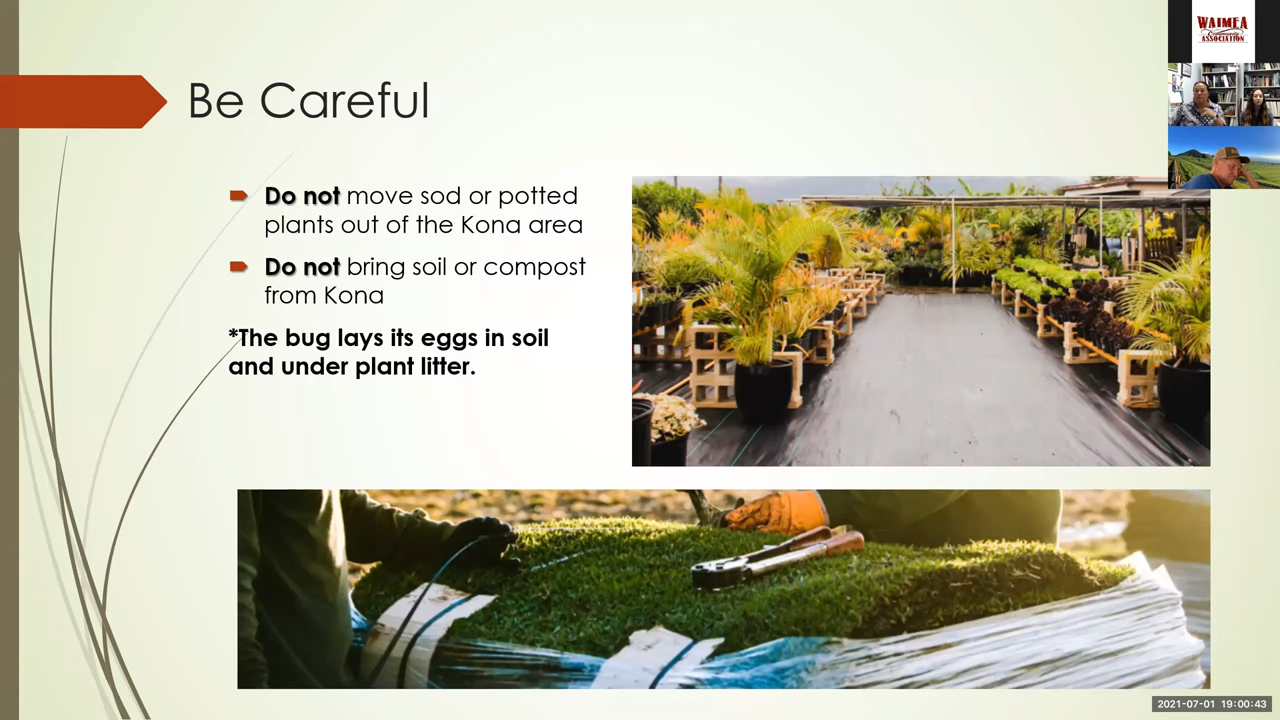 WAIMEA
Community
ASSOCIATION
Be Careful
Do not move sod or potted
plants out of the Kona area
Do not bring soil or compost
from Kona
*The bug lays its eggs in soil
and under plant litter.
2021-07-01 19:00:43